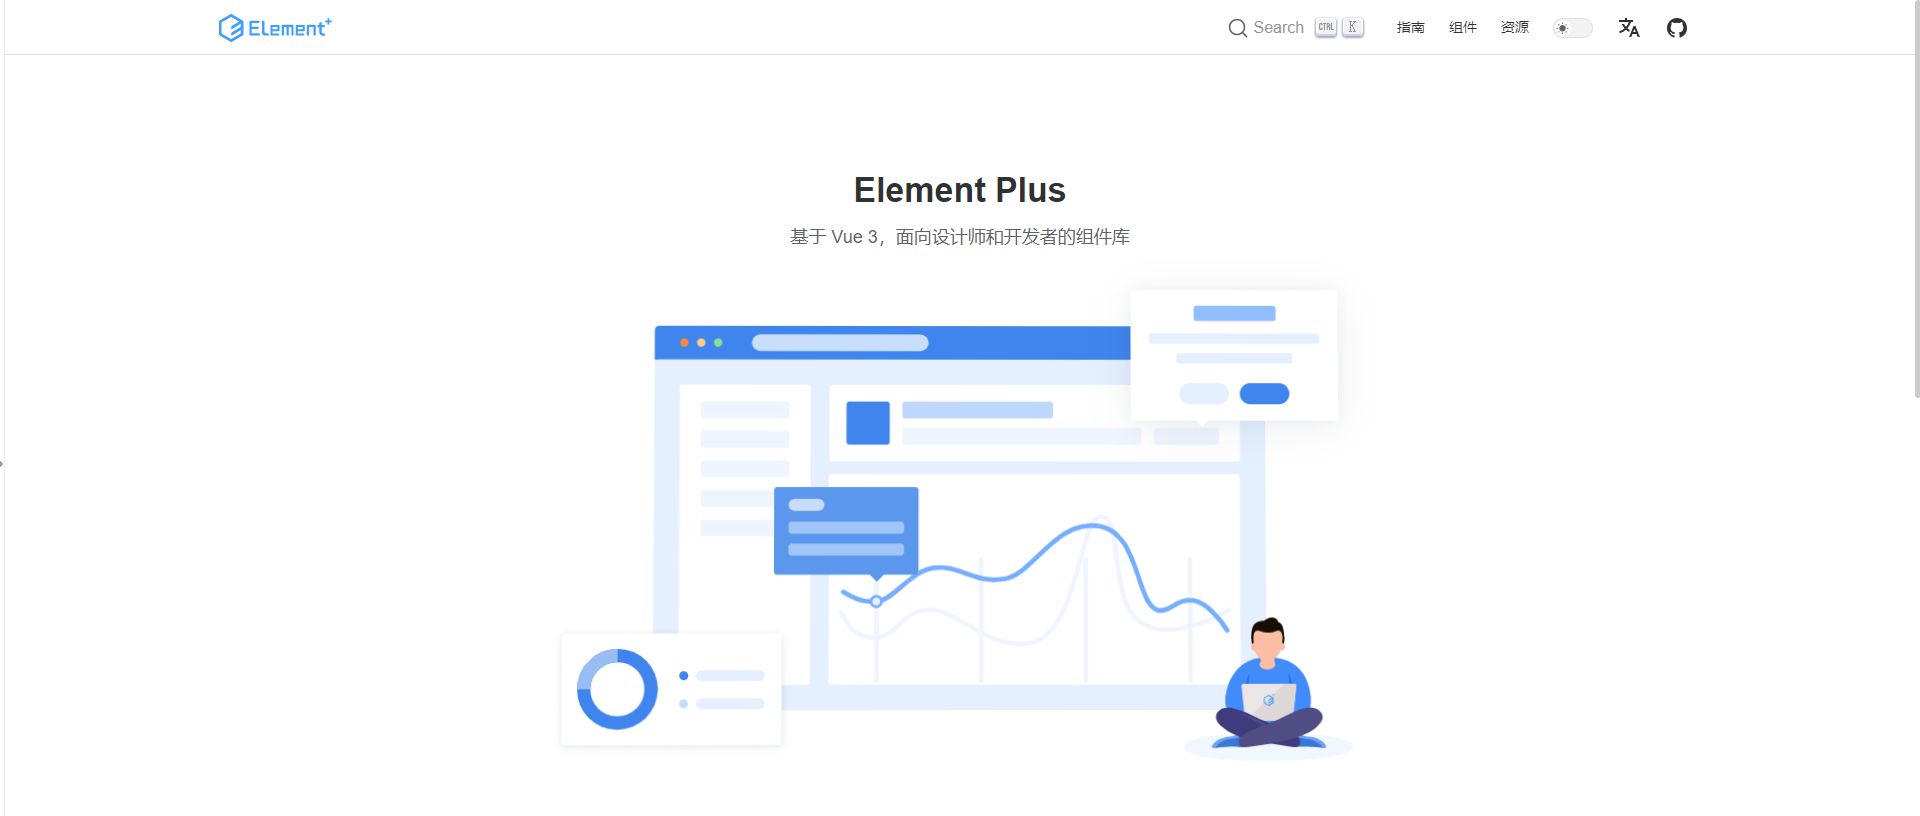 Element+
Search CTRL K 指南 组件 资源
Element Plus
基于 Vue 3，面向设计师和开发者的组件库